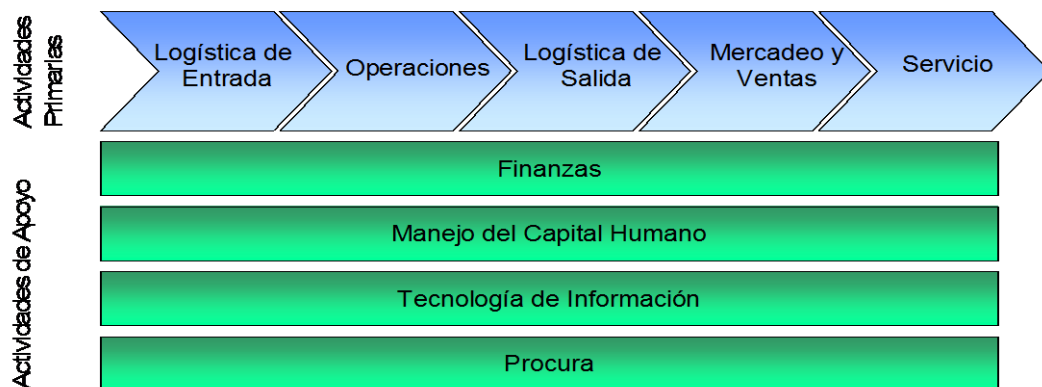 Actividades
Primarias
Logística de
Entrada
Operaciones
Logística de
Salida
Mercadeo y
Ventas
Servicio
Actividades de Apoyo
Finanzas
Manejo del Capital Humano
Tecnología de Información
Procura